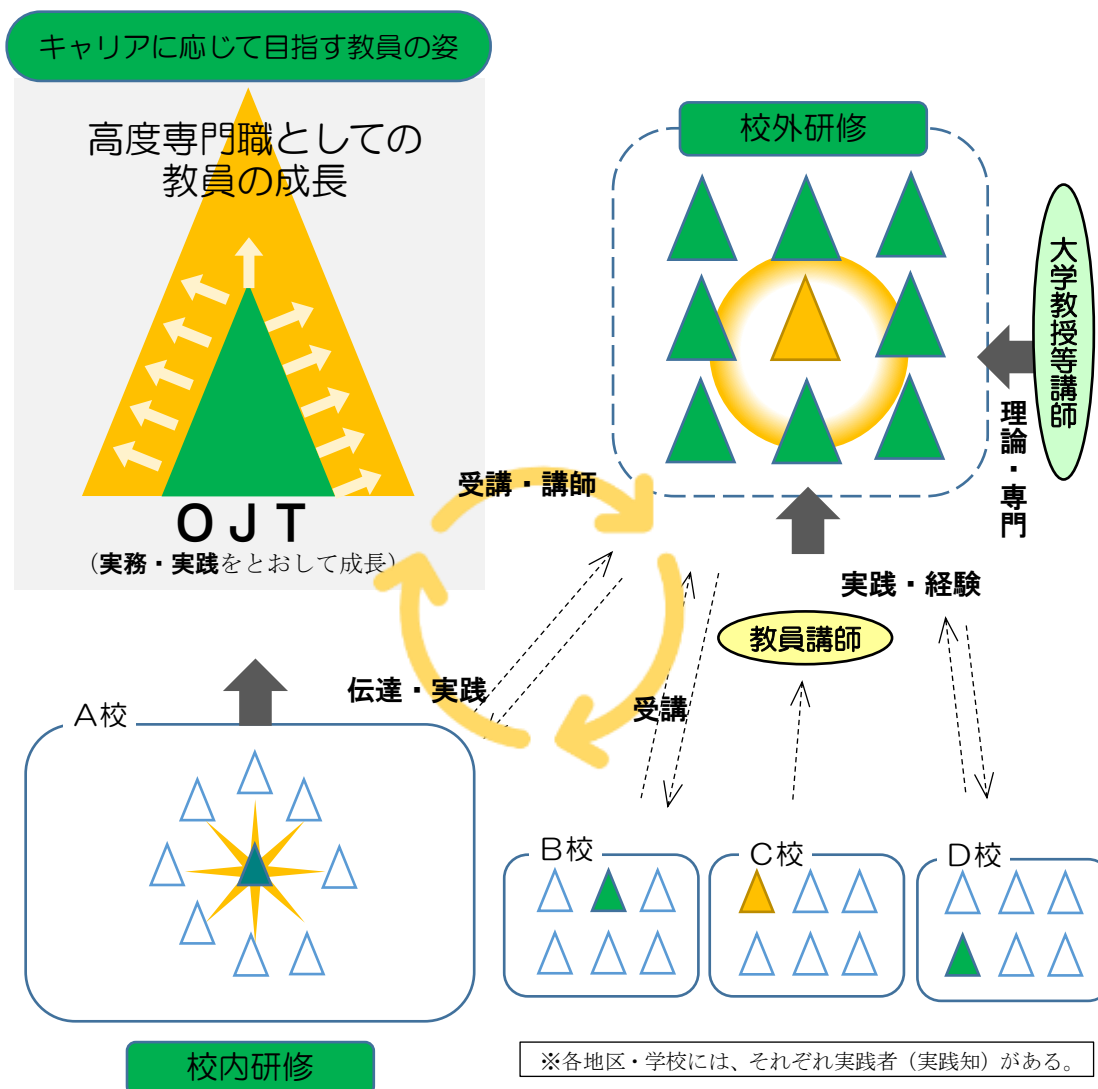 キャリアに応じて目指す教員の姿
高度専門職としての
教員の成長
ＯＪＴ
（実務・実践をとおして成長）
校外研修
大学教授等講師
理論・専門
受講・講師
実践・経験
教員講師
伝達・実践
受講
Ａ校
Ｂ校
Ｃ校
Ｄ校
校内研修
※各地区・学校には、それぞれ実践者（実践知）がある。